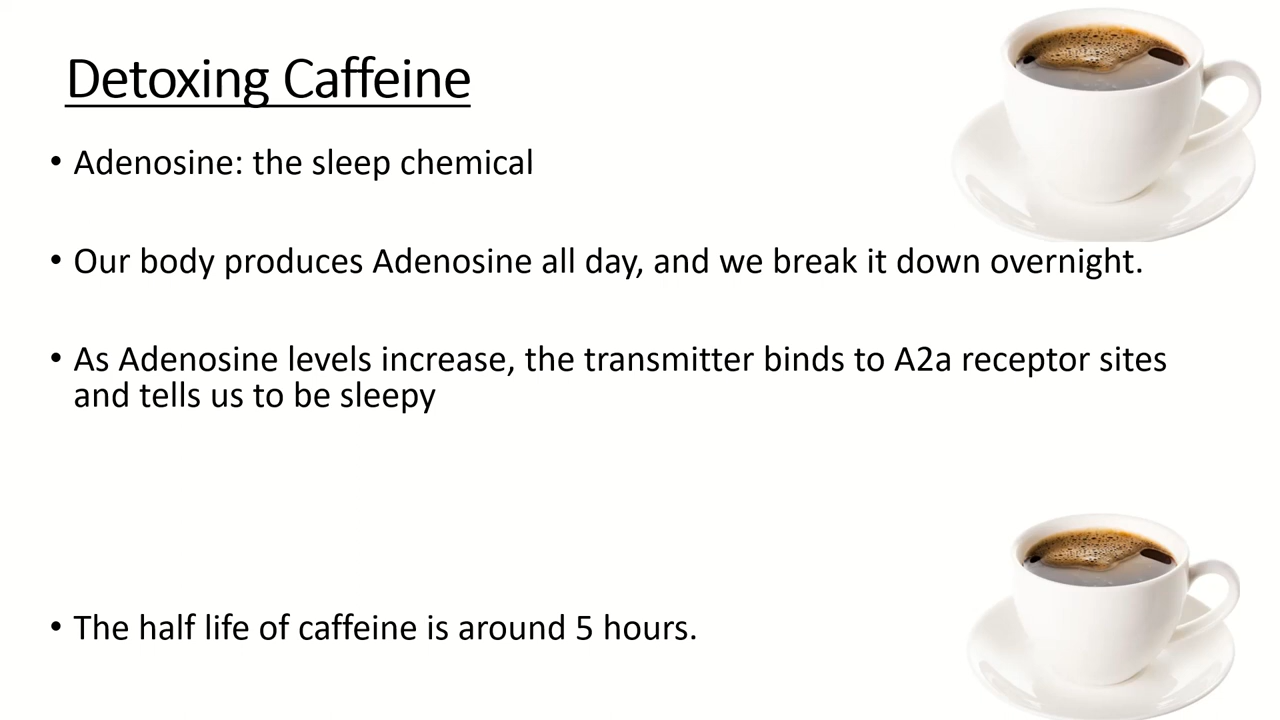 Detoxing Caffeine
• Adenosine: the sleep chemical
• Our body produces Adenosine all day, and we break it down overnight.
• As Adenosine levels increase, the transmitter binds to A2a receptor sites
and tells us to be sleepy
• The half life of caffeine is around 5 hours.